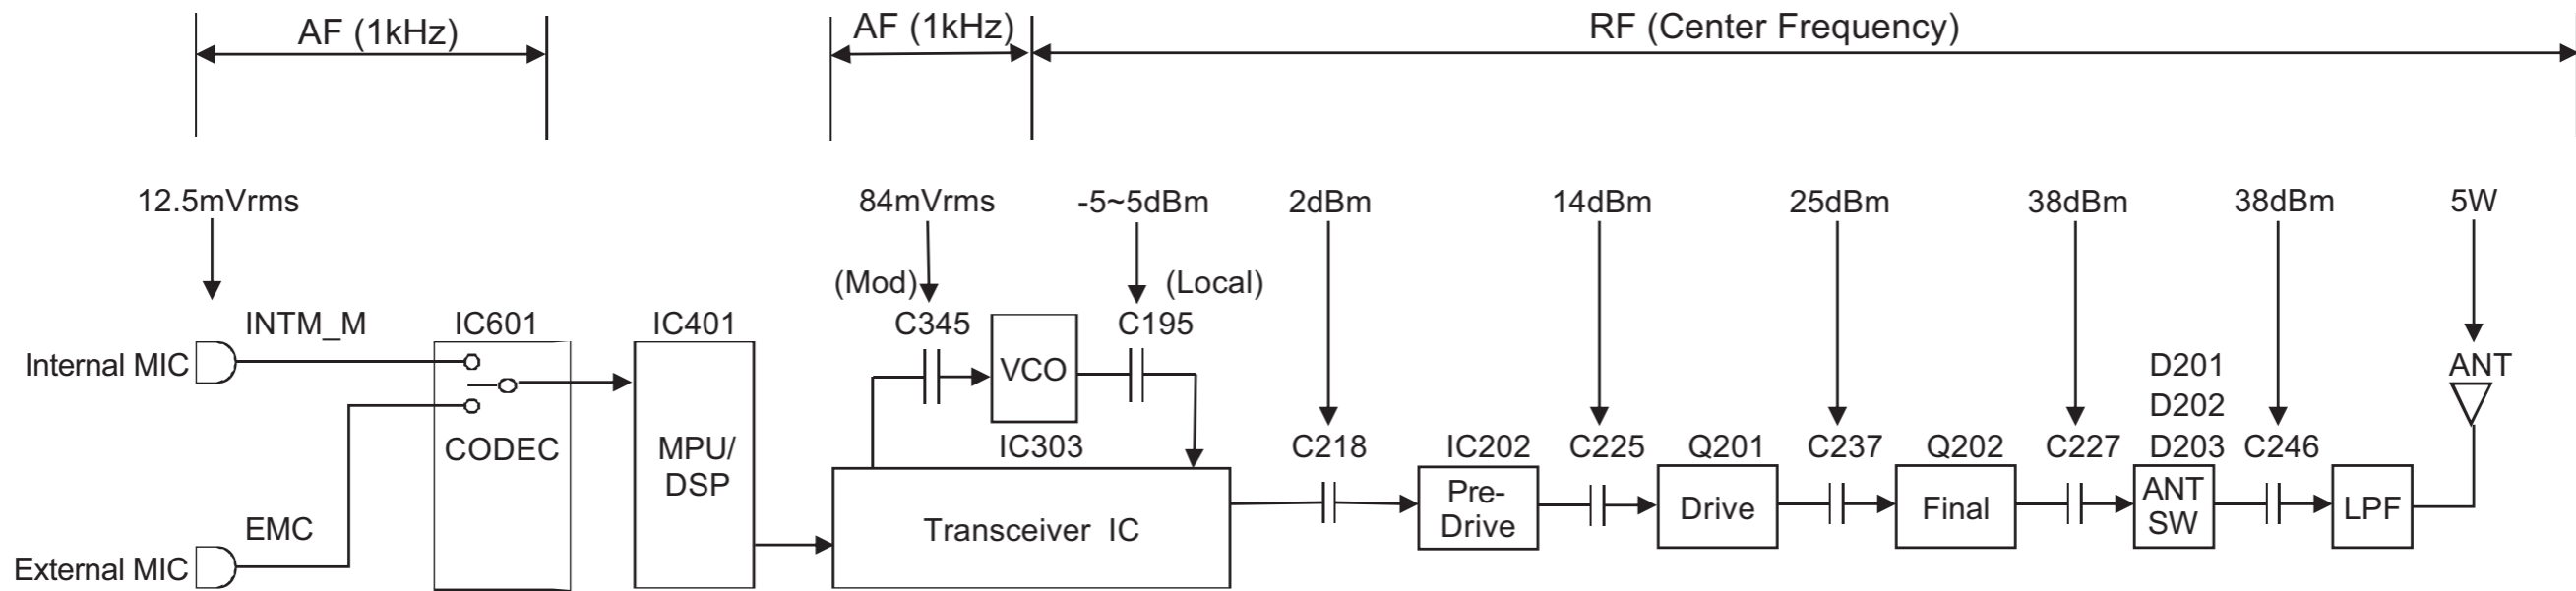 AF (1kHz)
AF (1kHz)
RF (Center Frequency)
12.5mVrms
84mVrms
-5~5dBm
2dBm
14dBm
25dBm
38dBm
38dBm
5W
(Mod)
(Local)
INTM_M
IC601
IC401
C345
C195
Internal MIC
VCO
D201
ANT
D202
CODEC
MPU/
DSP
IC303
C218
IC202
C225
Q201
C237
Q202
C227
D203
C246
Pre-
Drive
Drive
Final
ANT
SW
LPF
Transceiver IC
EMC
External MIC